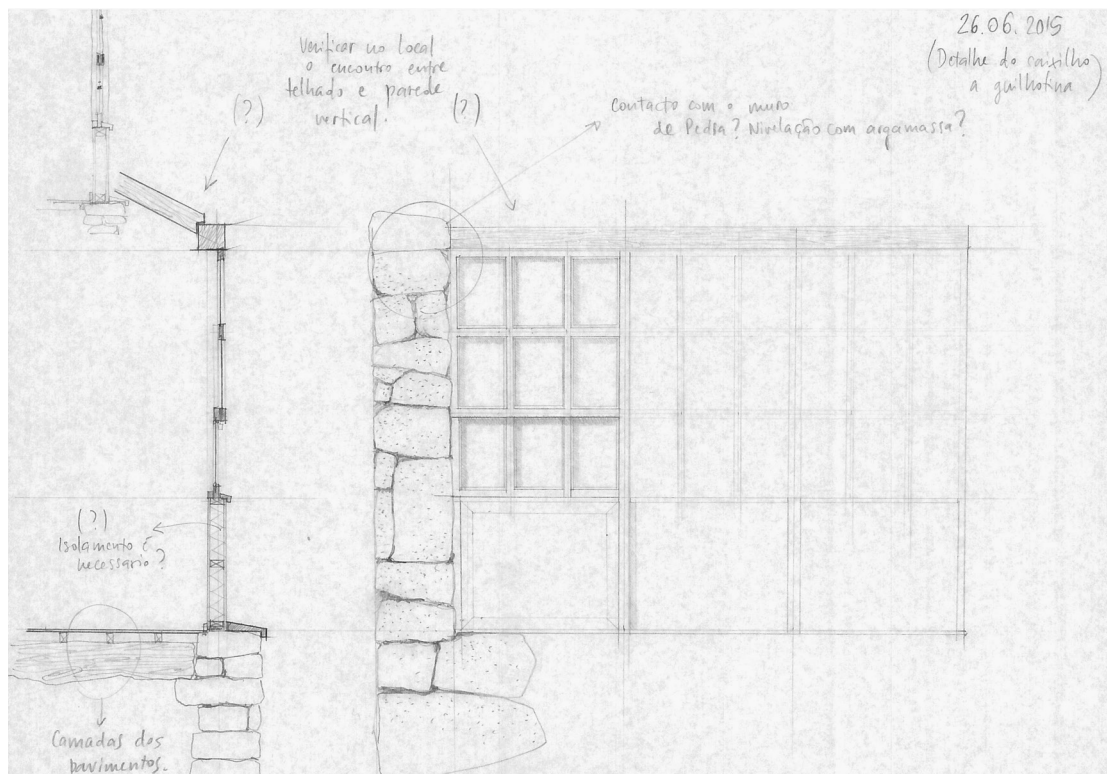 26.06.2015
(Detalhe do caixilho
a guilhotina)
Verificar no local
o encontro entre
telhado e parede
vertical.
(?)
(?)
Contacto com o muro
de Pedra? Nivelação com argamassa?
(?)
Isolamento é
necessario?
Camadas dos
pavimentos.